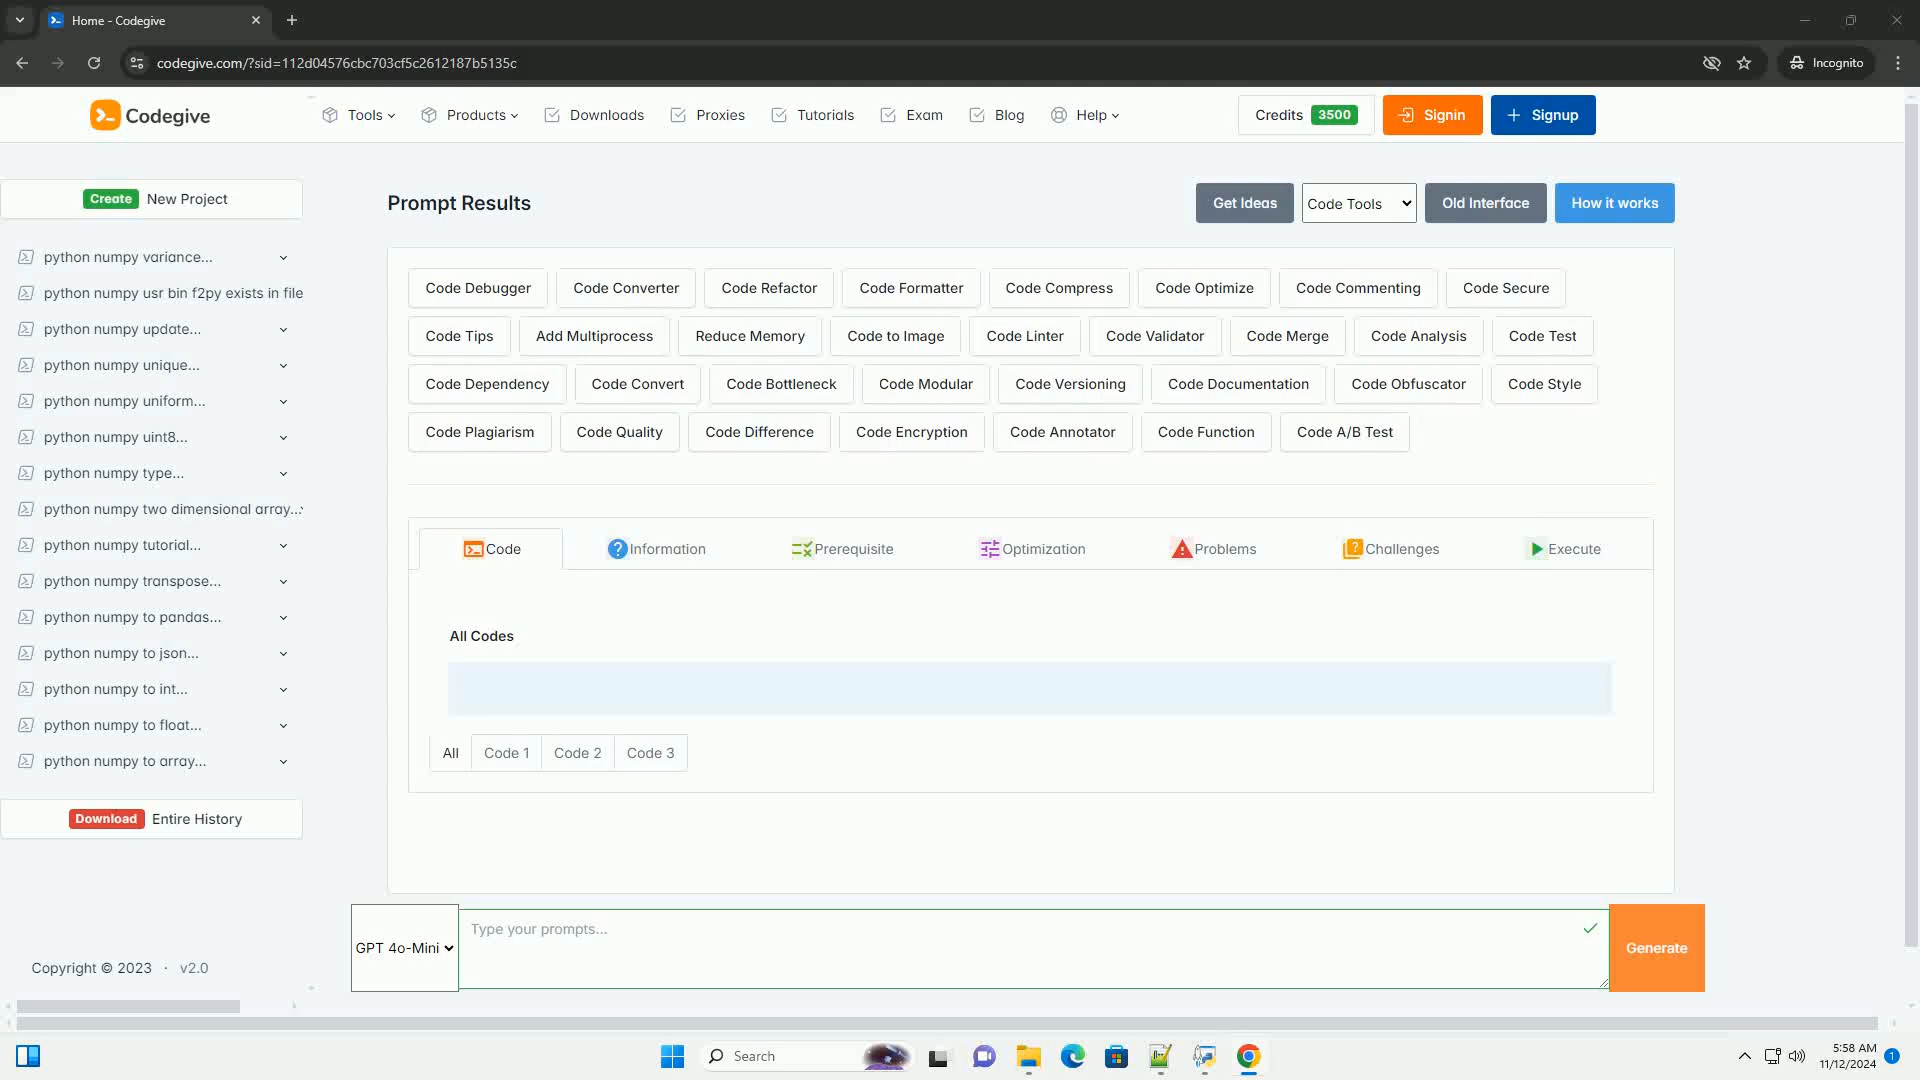 Home - Codegive
codegive.com/?sid=112d04576cbc703cf5c2612187b5135c
Incognito
Codegive
Tools
Products
Downloads
Proxies
Tutorials
Exam
Blog
Help
Credits 3500
Signin
Signup
Create New Project
python numpy variance...
python numpy usr bin f2py exists in file
python numpy update...
python numpy unique...
python numpy uniform...
python numpy uint8...
python numpy type...
python numpy two dimensional array...
python numpy tutorial...
python numpy transpose...
python numpy to pandas...
python numpy to json...
python numpy to int...
python numpy to float...
python numpy to array...
Download Entire History
Copyright © 2023 · v2.0
Prompt Results
Get Ideas
Code Tools
Old Interface
How it works
Code Debugger
Code Converter
Code Refactor
Code Formatter
Code Compress
Code Optimize
Code Commenting
Code Secure
Code Tips
Add Multiprocess
Reduce Memory
Code to Image
Code Linter
Code Validator
Code Merge
Code Analysis
Code Test
Code Dependency
Code Convert
Code Bottleneck
Code Modular
Code Versioning
Code Documentation
Code Obfuscator
Code Style
Code Plagiarism
Code Quality
Code Difference
Code Encryption
Code Annotator
Code Function
Code A/B Test
Code
Information
Prerequisite
Optimization
Problems
Challenges
Execute
All Codes
All
Code 1
Code 2
Code 3
GPT 4o-Mini
Type your prompts...
Generate
Search
5:58 AM
11/12/2024
1